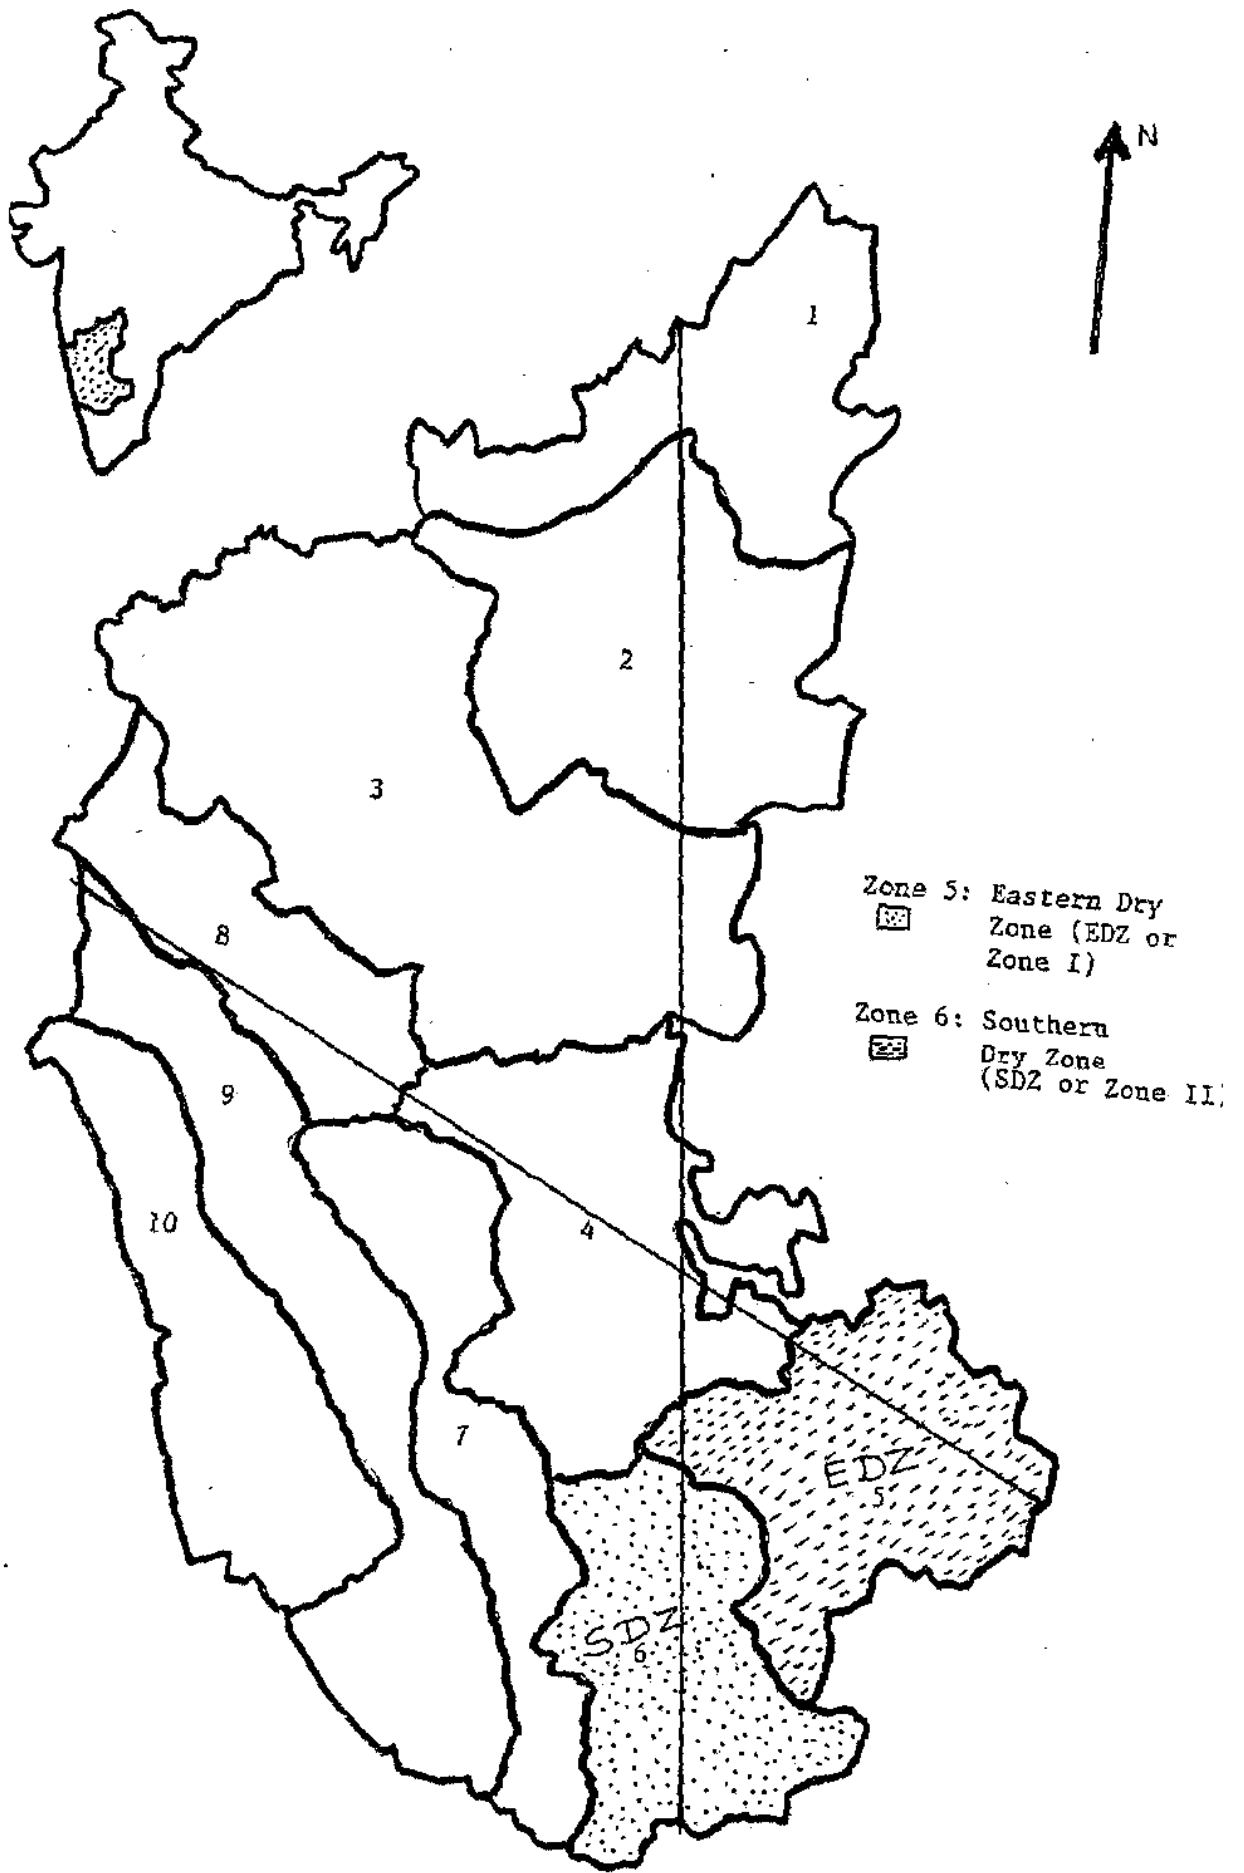 N
1
2
3
Zone 5: Eastern Dry
Zone (EDZ or
Zone I)
8
Zone 6: Southern
Dry Zone
(SDZ or Zone II)
9
10
4
7
EDZ
5
SDZ
6